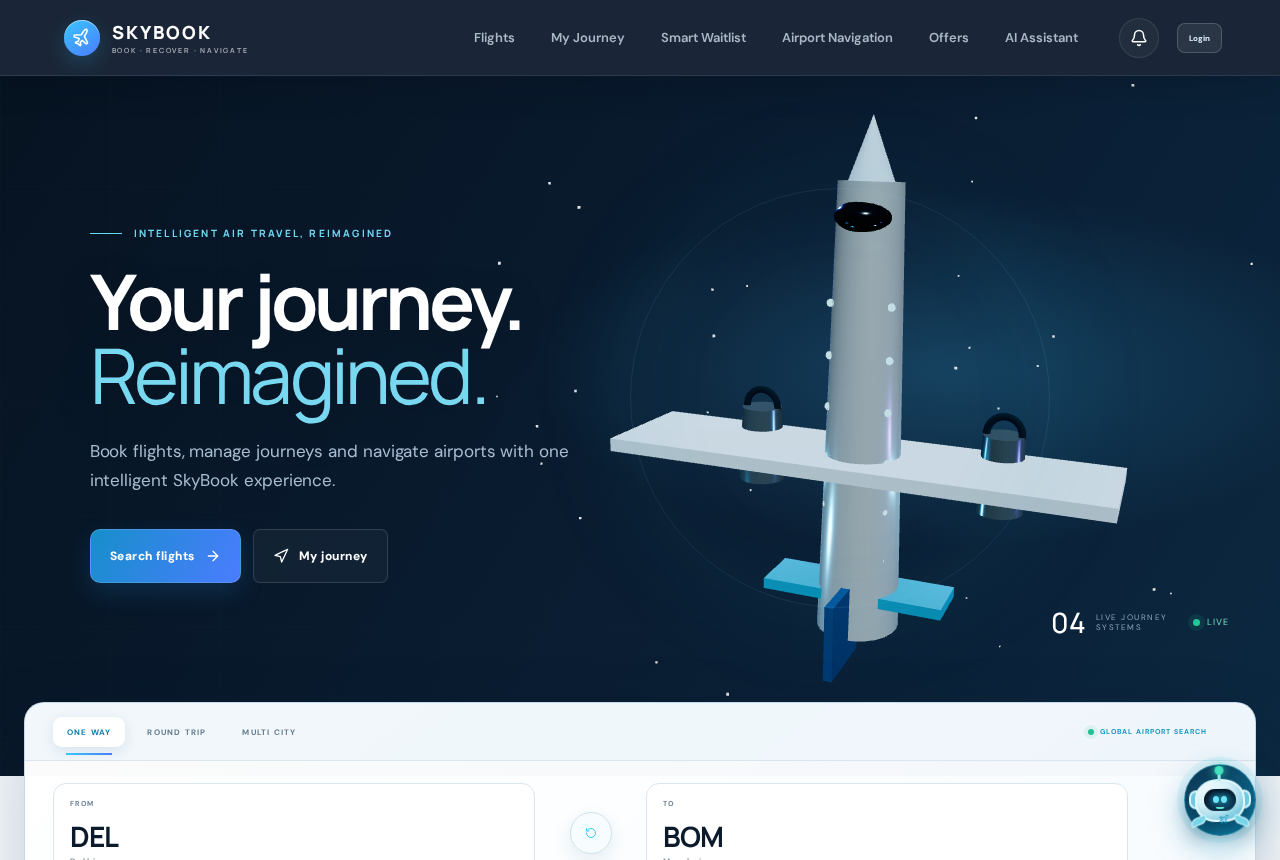 SKYBOOK
BOOK · RECOVER · NAVIGATE
Flights
My Journey
Smart Waitlist
Airport Navigation
Offers
AI Assistant
Login
INTELLIGENT AIR TRAVEL, REIMAGINED
Your journey.
Reimagined.
Book flights, manage journeys and navigate airports with one
intelligent SkyBook experience.
Search flights
My journey
04
LIVE JOURNEY
SYSTEMS
LIVE
ONE WAY
ROUND TRIP
MULTI CITY
GLOBAL AIRPORT SEARCH
FROM
DEL
TO
BOM